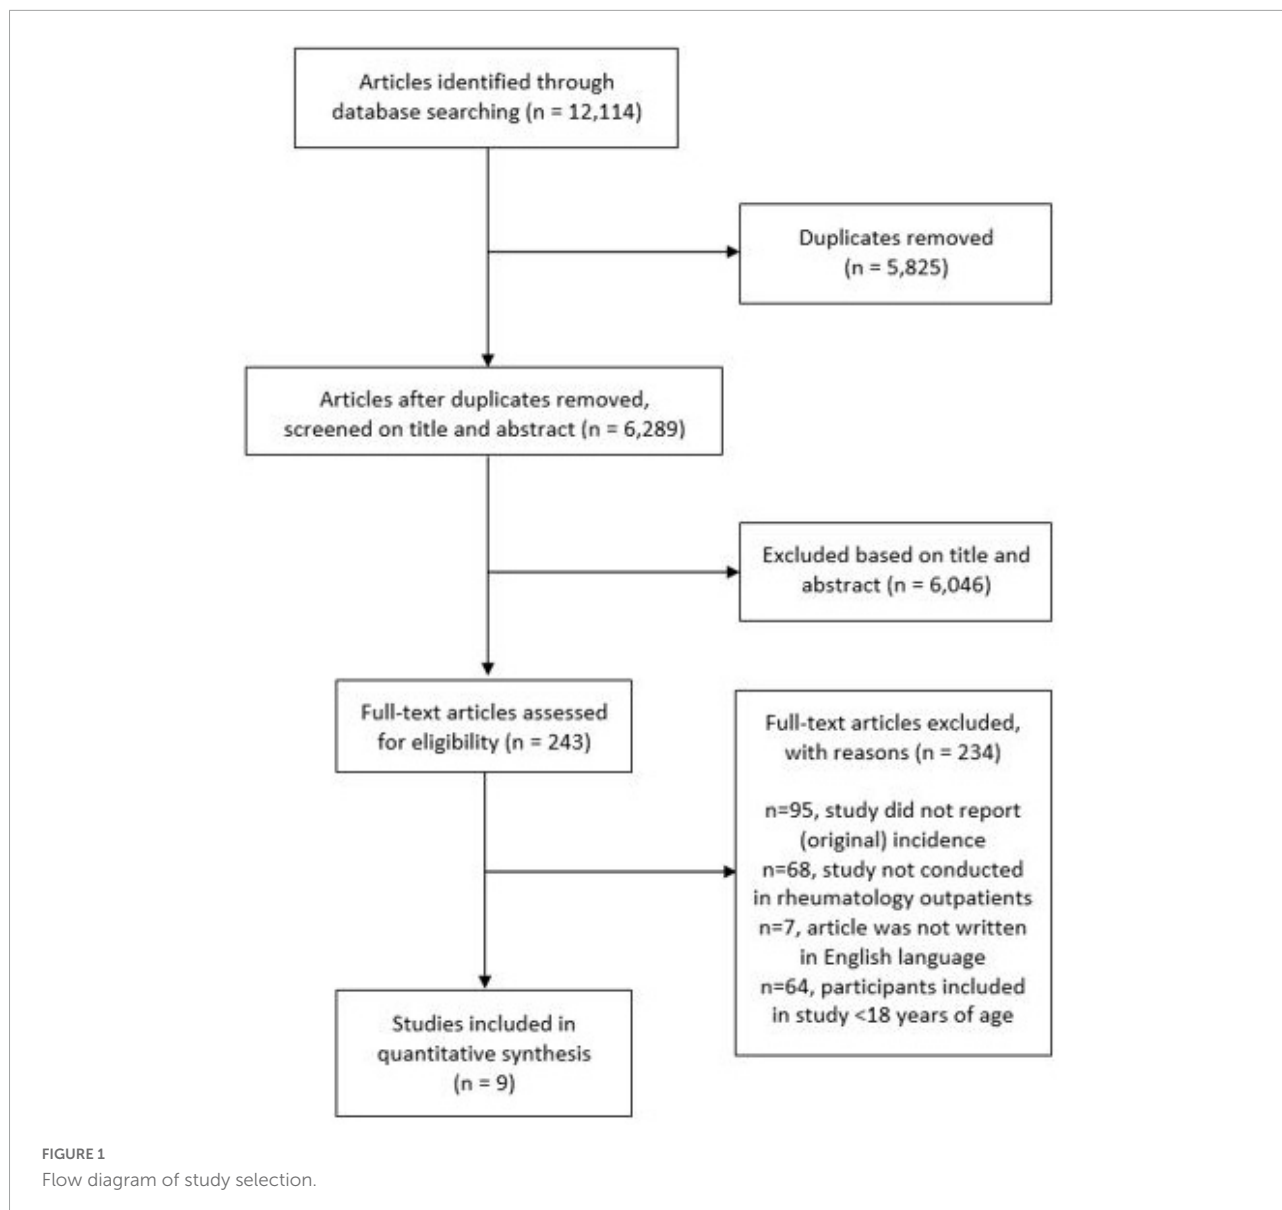 Articles identified through
database searching (n = 12,114)
Duplicates removed
(n = 5,825)
Articles after duplicates removed,
screened on title and abstract (n = 6,289)
Excluded based on title and
abstract (n = 6,046)
Full-text articles assessed
for eligibility (n = 243)
Full-text articles excluded,
with reasons (n = 234)
n=95, study did not report
(original) incidence
n=68, study not conducted
in rheumatology outpatients
n=7, article was not written
in English language
n=64, participants included
in study <18 years of age
Studies included in
quantitative synthesis
(n = 9)
FIGURE 1
Flow diagram of study selection.